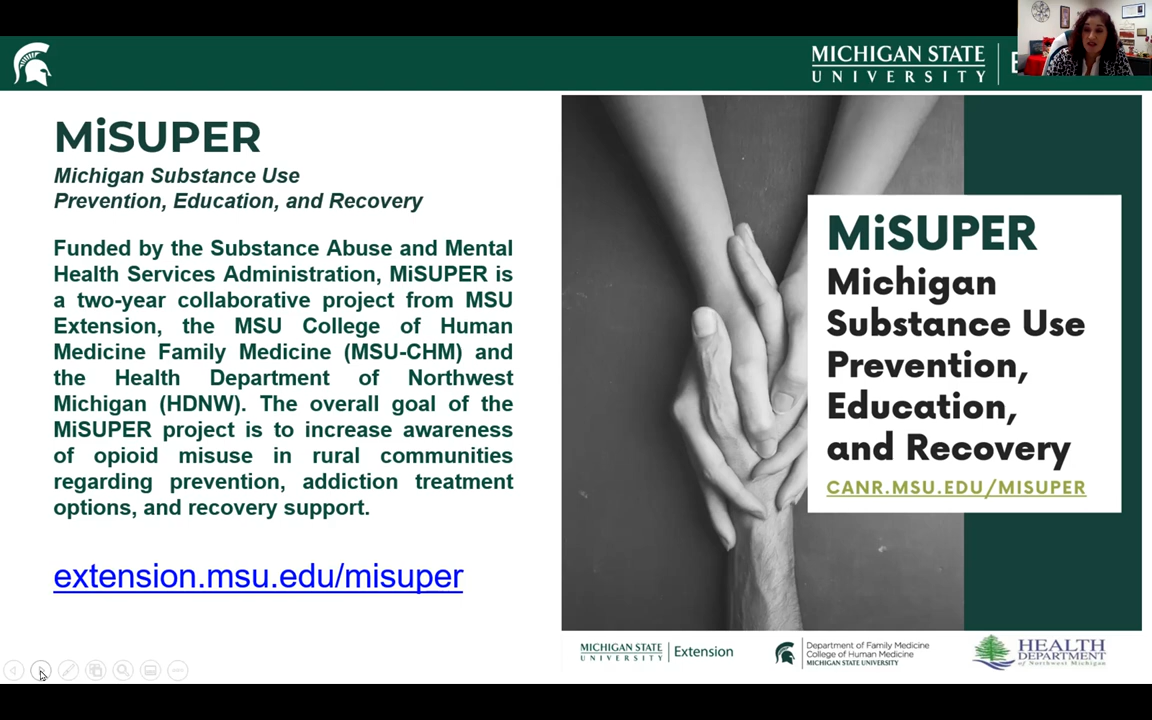 MICHIGAN STATE
UNIVERSITY
MiSUPER
Michigan Substance Use
Prevention, Education, and Recovery
Funded by the Substance Abuse and Mental
Health Services Administration, MiSUPER is
a two-year collaborative project from MSU
Extension, the MSU College of Human
Medicine Family Medicine (MSU-CHM) and
the Health Department of Northwest
Michigan (HDNW). The overall goal of the
MiSUPER project is to increase awareness
of opioid misuse in rural communities
regarding prevention, addiction treatment
options, and recovery support.
extension.msu.edu/misuper
MiSUPER
Michigan
Substance Use
Prevention,
Education,
and Recovery
CANR.MSU.EDU/MISUPER
MICHIGAN STATE
UNIVERSITY
Extension
Department of Family Medicine
College of Human Medicine
MICHIGAN STATE UNIVERSITY
HEALTH
DEPARTMENT
of Northwest Michigan